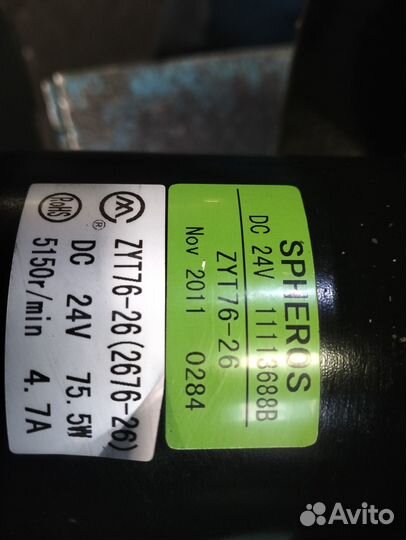 SPHEROS
DC 24V 11113688B
ZYT76-26
Nov 2011 0284
RoHS
ZYT76-26(2676-26)
DC 24V 75.5W
5150r/min 4.7A
Avito